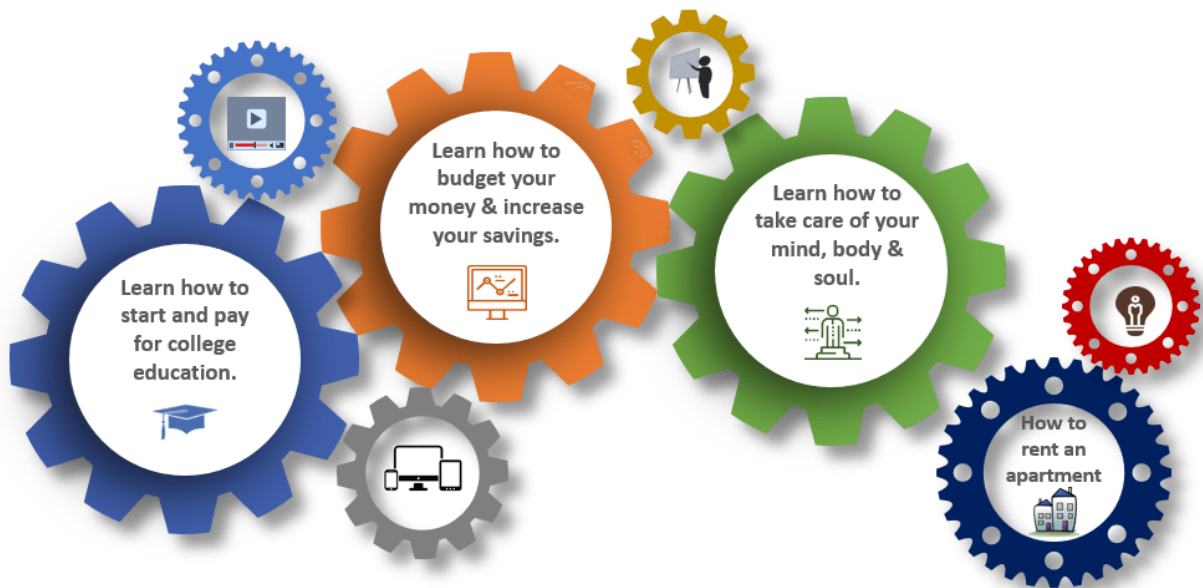 Learn how to
start and pay
for college
education.
Learn how to
budget your
money & increase
your savings.
Learn how to
take care of your
mind, body &
soul.
How to
rent an
apartment